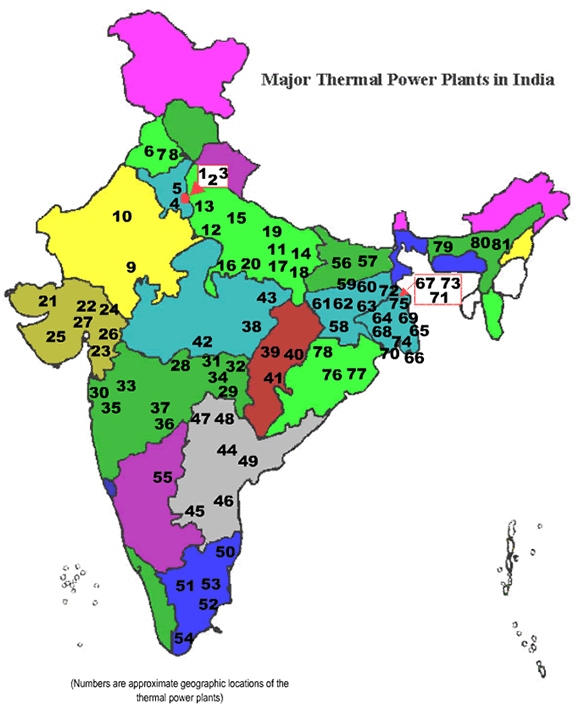 Major Thermal Power Plants in India
6 7 8
1 2 3
5
4 13
10 15
12 19
11 14
9 16 20 17 18
56 57
79 80 81
59 60
67 73
71
21 22 24
43 61 62 63 72 75
27
25 26
38 58 64 69
68 65
23
42 74
70 66
28 31 32 39 40 78
34
30 33 29 41 76 77
35 37
36 47 48
44
49
55
45 46
50
51 53
52
54
(Numbers are approximate geographic locations of the
thermal power plants)